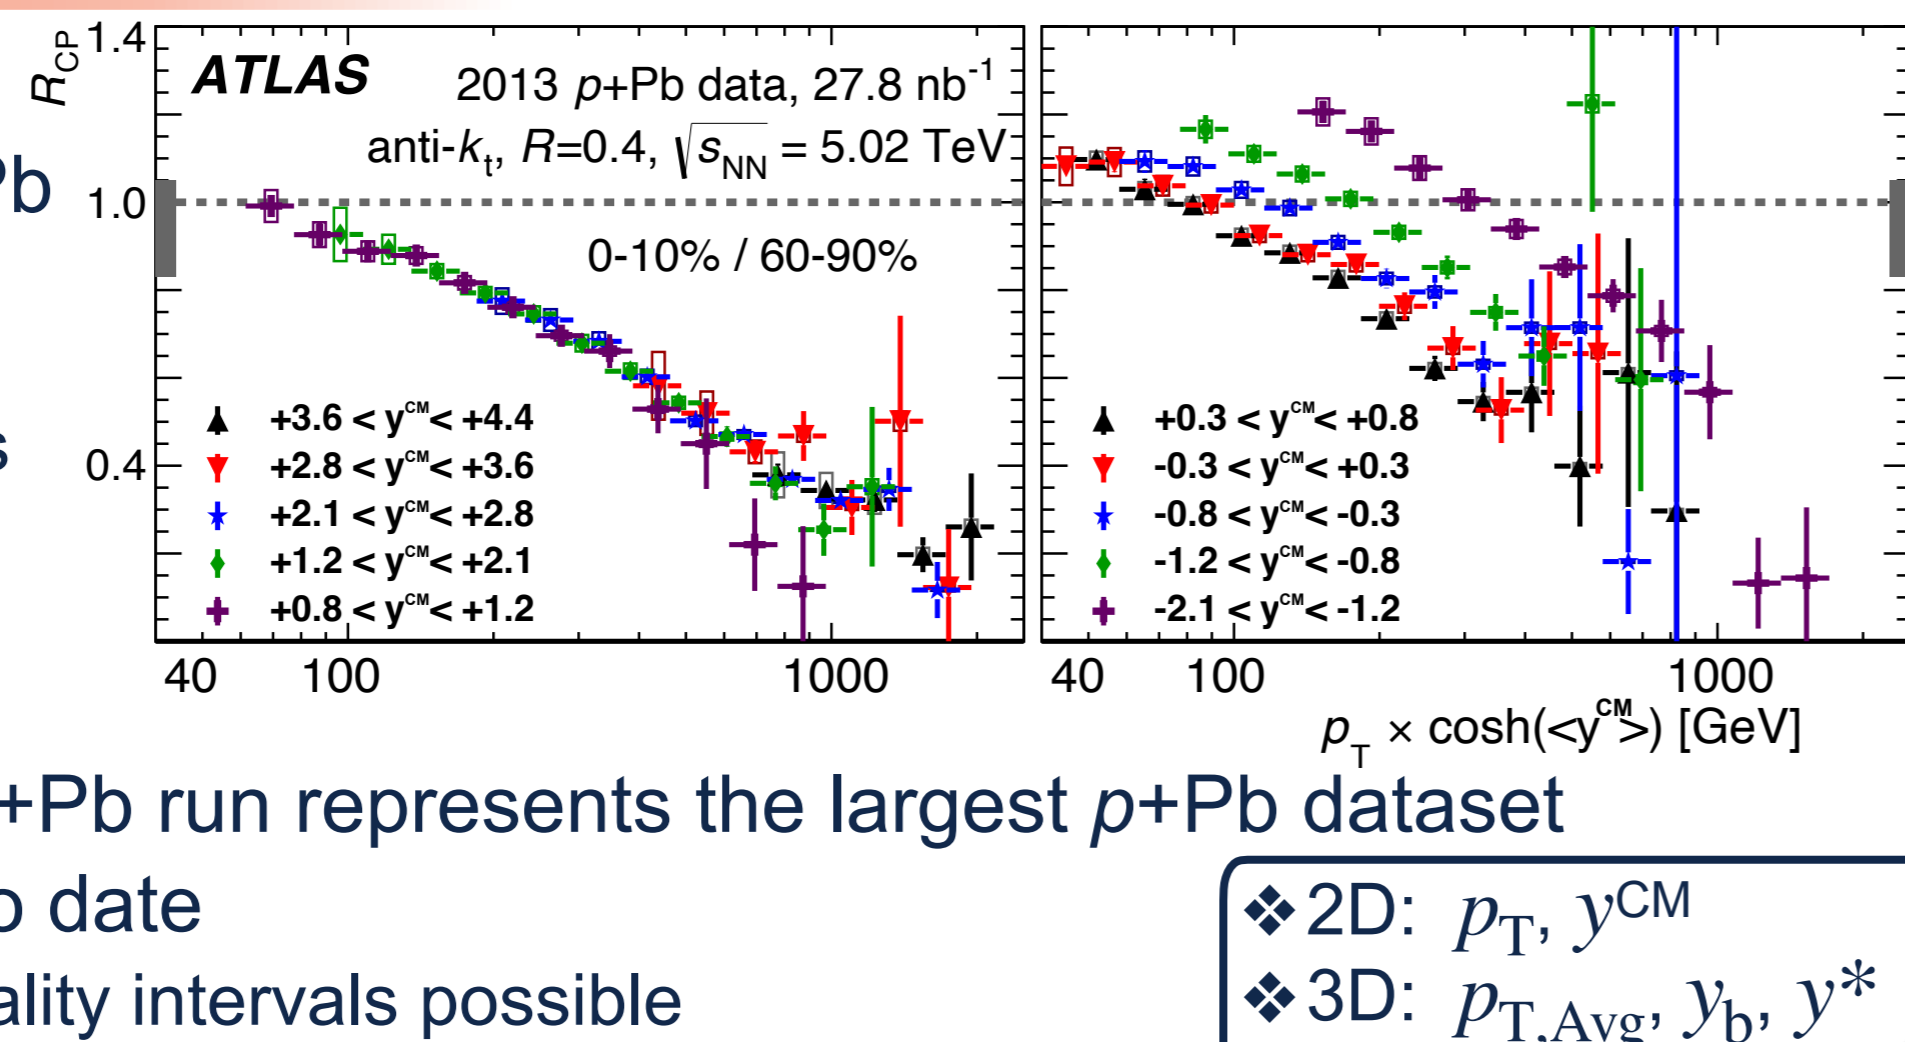 R_CP
1.4
1.0
0.4
ATLAS
2013 p+Pb data, 27.8 nb⁻¹
anti-k_t, R=0.4, √s_NN = 5.02 TeV
0-10% / 60-90%
+3.6 < y^CM < +4.4
+2.8 < y^CM < +3.6
+2.1 < y^CM < +2.8
+1.2 < y^CM < +2.1
+0.8 < y^CM < +1.2
40 100 1000
+0.3 < y^CM < +0.8
-0.3 < y^CM < +0.3
-0.8 < y^CM < -0.3
-1.2 < y^CM < -0.8
-2.1 < y^CM < -1.2
40 100 1000
p_T × cosh(<y^CM>) [GeV]
Pb
s
+Pb run represents the largest p+Pb dataset
o date
ality intervals possible
❖ 2D: p_T, y^CM
❖ 3D: p_T,Avg, y_b, y*